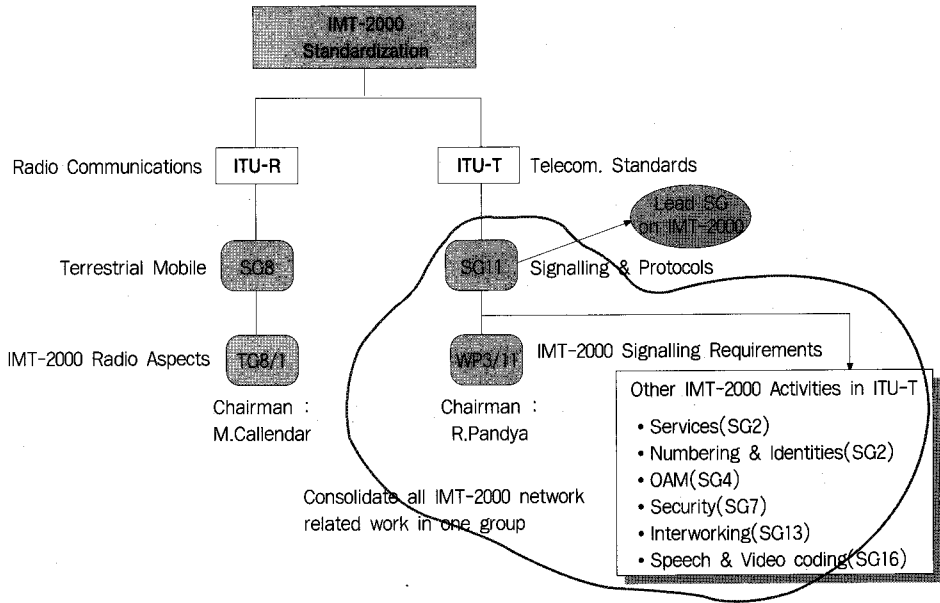 IMT-2000
Standardization
Radio Communications
ITU-R
ITU-T
Telecom. Standards
Lead SG
on IMT-2000
Terrestrial Mobile
SG8
SG11
Signalling & Protocols
IMT-2000 Radio Aspects
TG8/1
WP3/11
IMT-2000 Signalling Requirements
Chairman :
M.Callendar
Chairman :
R.Pandya
Other IMT-2000 Activities in ITU-T
• Services(SG2)
• Numbering & Identities(SG2)
• OAM(SG4)
• Security(SG7)
• Interworking(SG13)
• Speech & Video coding(SG16)
Consolidate all IMT-2000 network
related work in one group